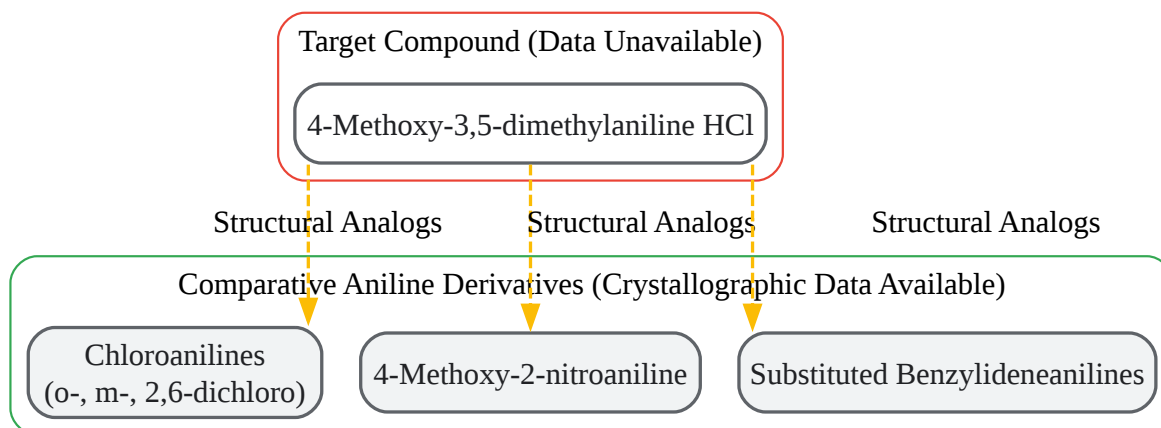 Target Compound (Data Unavailable)
4-Methoxy-3,5-dimethylaniline HCl
Structural Analogs
Structural Analogs
Structural Analogs
Comparative Aniline Derivatives (Crystallographic Data Available)
Chloroanilines
(o-, m-, 2,6-dichloro)
4-Methoxy-2-nitroaniline
Substituted Benzylideneanilines